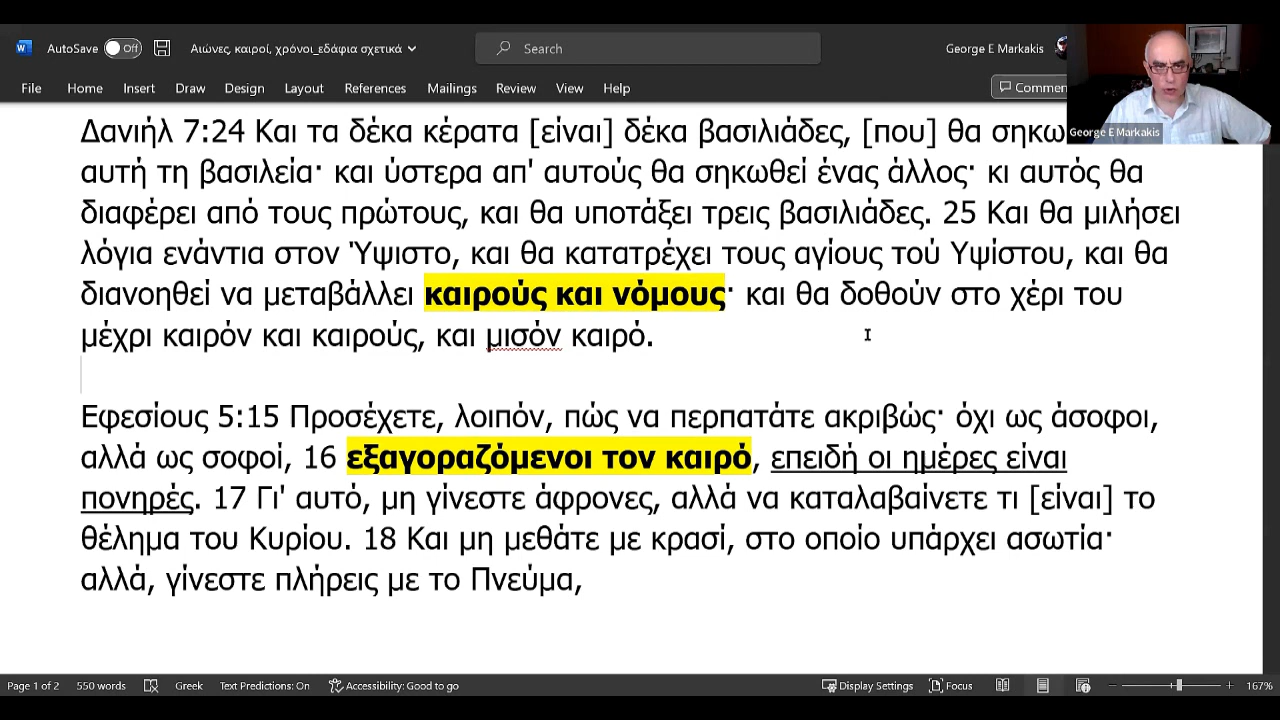 AutoSave Off Αιώνες, καιροί, χρόνοι_εδάφια σχετικά Search George E Markakis
File Home Insert Draw Design Layout References Mailings Review View Help Commen
George E Markakis
Δανιήλ 7:24 Και τα δέκα κέρατα [είναι] δέκα βασιλιάδες, [που] θα σηκω
αυτή τη βασιλεία· και ύστερα απ' αυτούς θα σηκωθεί ένας άλλος· κι αυτός θα
διαφέρει από τους πρώτους, και θα υποτάξει τρεις βασιλιάδες. 25 Και θα μιλήσει
λόγια ενάντια στον Ύψιστο, και θα κατατρέχει τους αγίους τού Υψίστου, και θα
διανοηθεί να μεταβάλλει καιρούς και νόμους· και θα δοθούν στο χέρι του
μέχρι καιρόν και καιρούς, και μισόν καιρό.
Εφεσίους 5:15 Προσέχετε, λοιπόν, πώς να περπατάτε ακριβώς· όχι ως άσοφοι,
αλλά ως σοφοί, 16 εξαγοραζόμενοι τον καιρό, επειδή οι ημέρες είναι
πονηρές. 17 Γι' αυτό, μη γίνεστε άφρονες, αλλά να καταλαβαίνετε τι [είναι] το
θέλημα του Κυρίου. 18 Και μη μεθάτε με κρασί, στο οποίο υπάρχει ασωτία·
αλλά, γίνεστε πλήρεις με το Πνεύμα,
Page 1 of 2 550 words Greek Text Predictions: On Accessibility: Good to go Display Settings Focus 167%